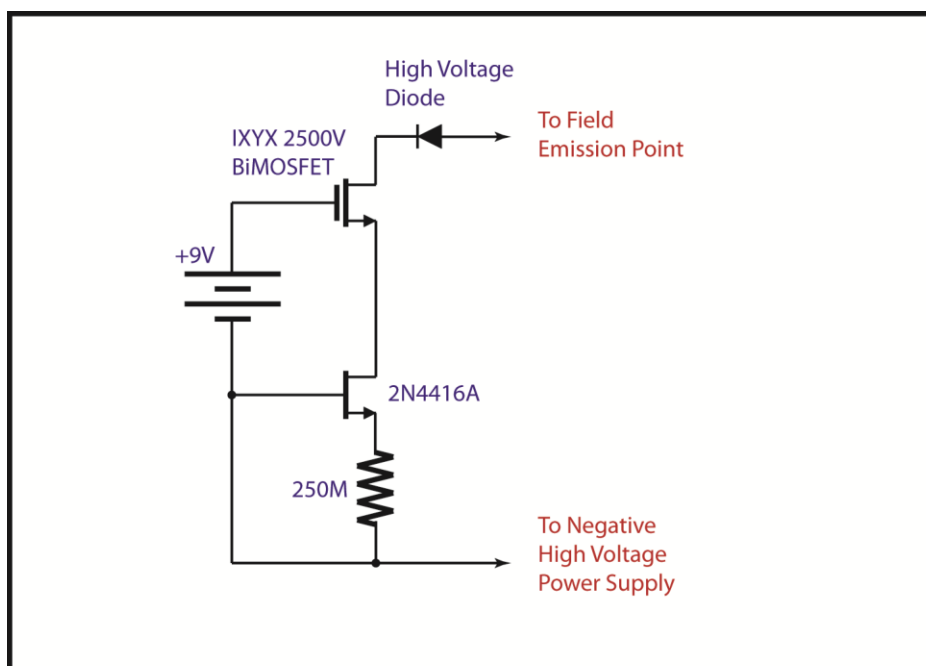 High Voltage
Diode
To Field
Emission Point
IXYX 2500V
BiMOSFET
+9V
2N4416A
250M
To Negative
High Voltage
Power Supply